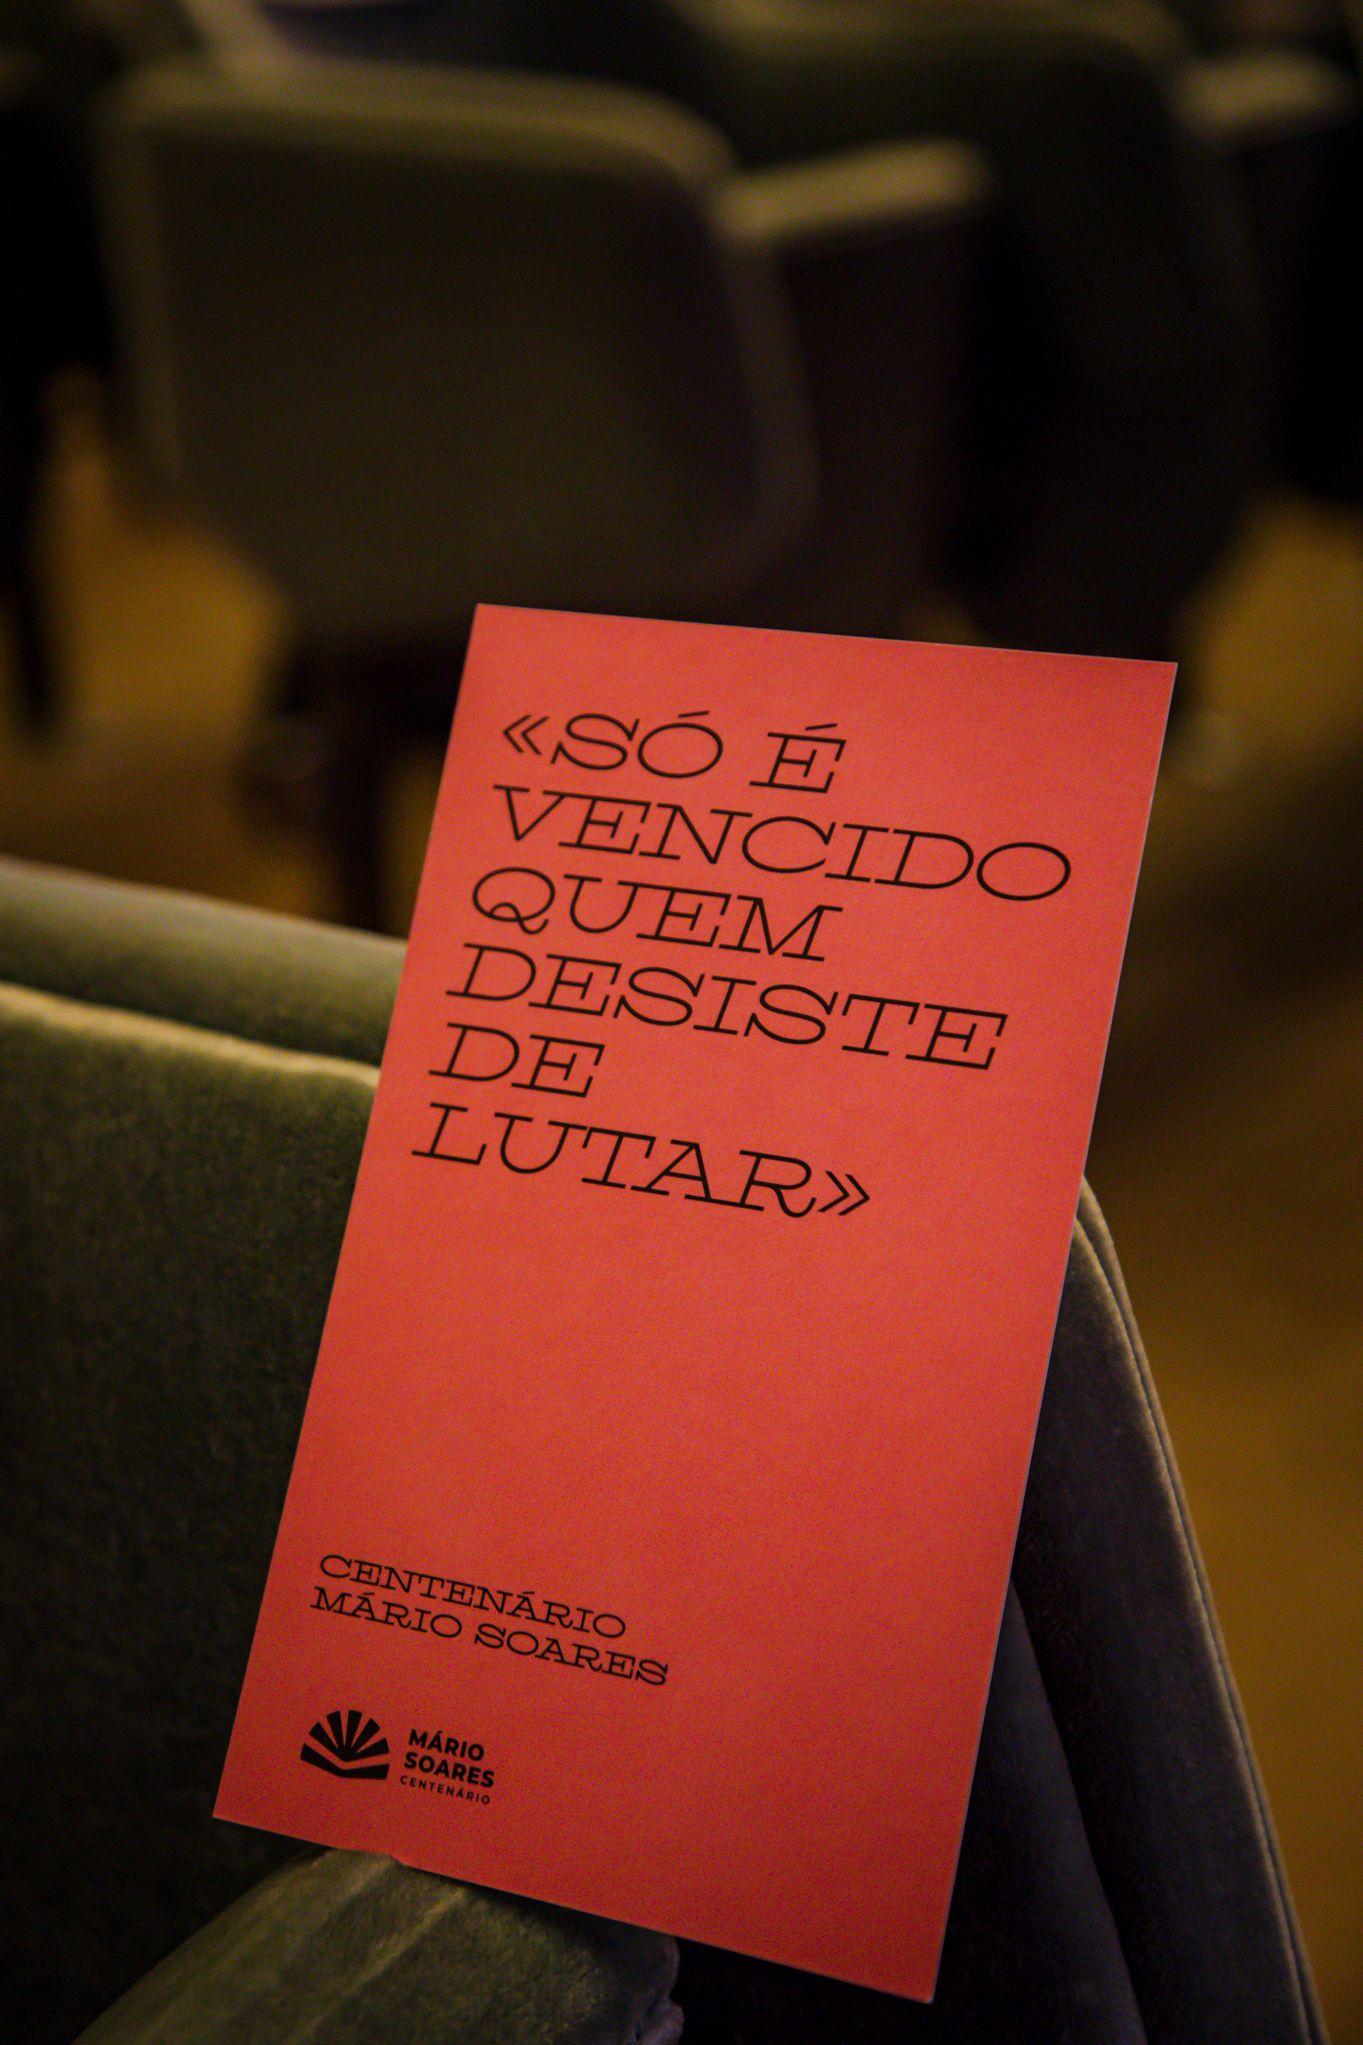 «SÓ É
VENCIDO
QUEM
DESISTE
DE
LUTAR»
CENTENÁRIO
MÁRIO SOARES
MÁRIO
SOARES
CENTENÁRIO